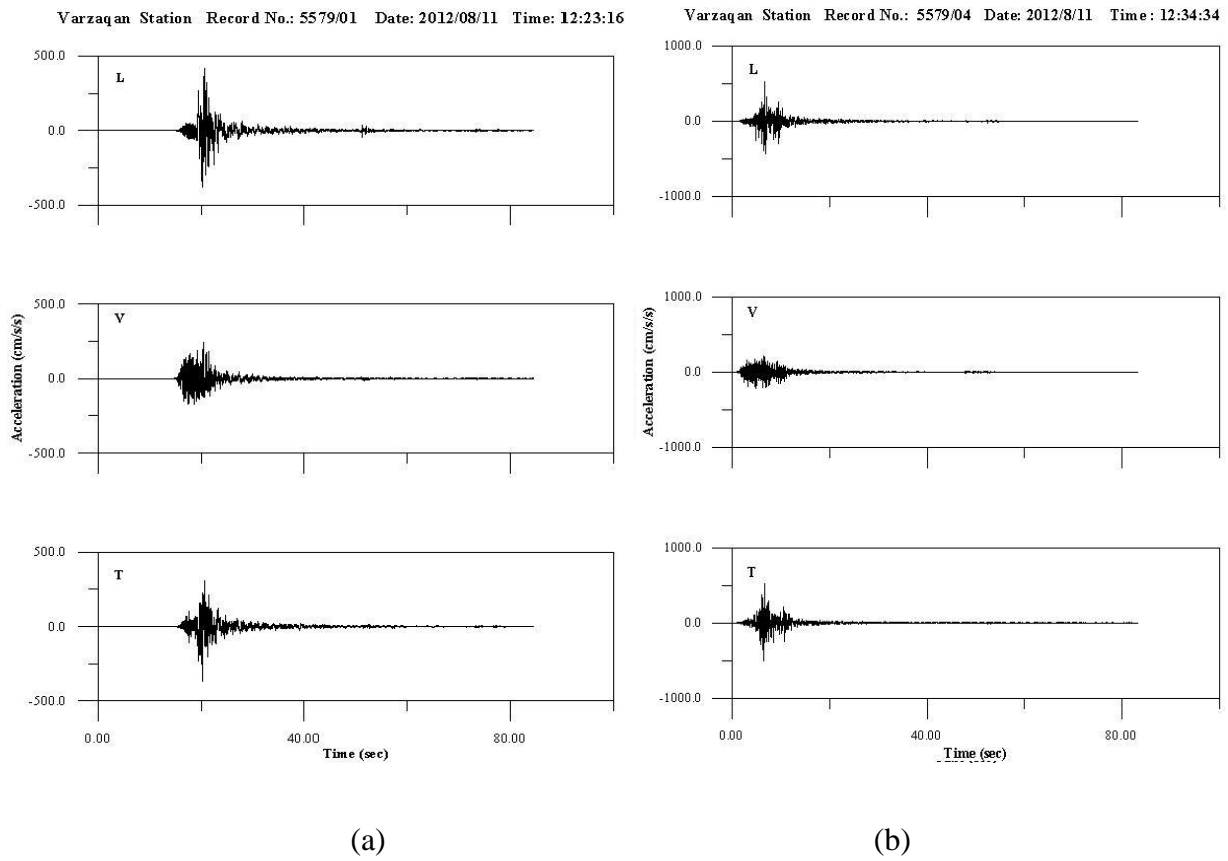 Varzaqan Station Record No.: 5579/01 Date: 2012/08/11 Time: 12:23:16
500.0
L
0.0
-500.0
500.0
V
0.0
-500.0
500.0
T
0.0
-500.0
Acceleration (cm/s/s)
0.00 40.00 80.00
Time (sec)
(a)
Varzaqan Station Record No.: 5579/04 Date: 2012/8/11 Time: 12:34:34
1000.0
L
0.0
-1000.0
1000.0
V
0.0
-1000.0
1000.0
T
0.0
-1000.0
Acceleration (cm/s/s)
0.00 40.00 80.00
Time (sec)
(b)